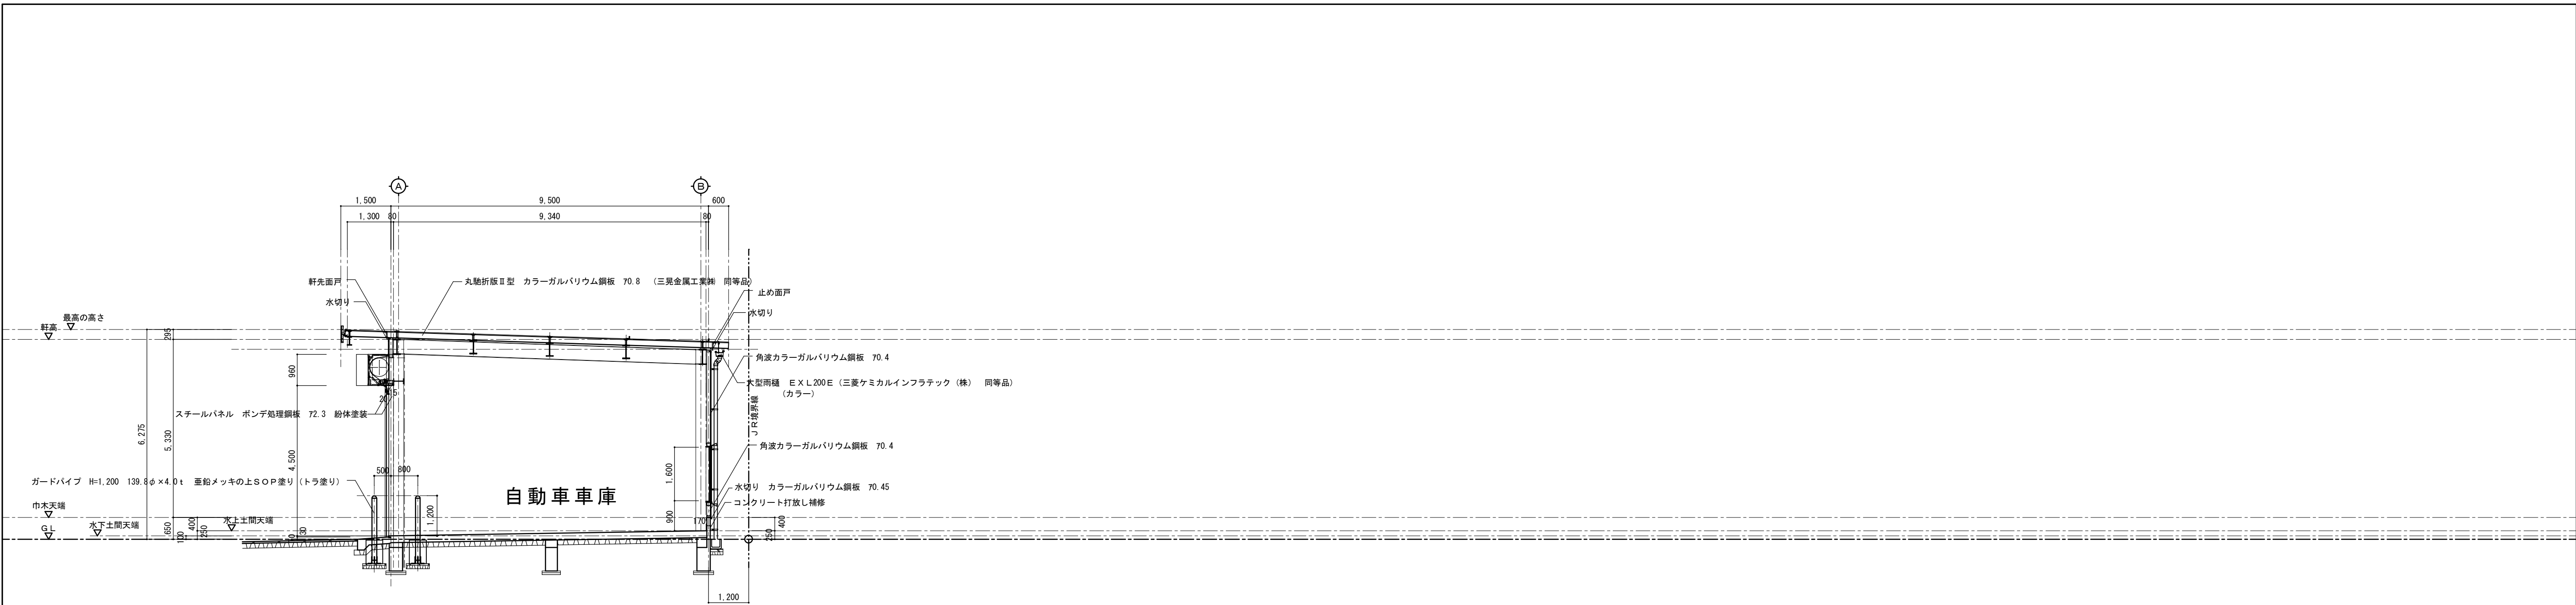 A
B
1,500
9,500
600
1,300
80
9,340
80
軒先面戸
丸馳折版Ⅱ型　カラーガルバリウム鋼板　ｱ0.8　（三晃金属工業㈱　同等品）
止め面戸
水切り
水切り
最高の高さ
軒高
295
角波カラーガルバリウム鋼板　ｱ0.4
960
大型雨樋　ＥＸＬ200Ｅ（三菱ケミカルインフラテック（株）　同等品）
（カラー）
ＪＲ境界線
スチールパネル　ボンデ処理鋼板　ｱ2.3　紛体塗装
6,275
5,330
4,500
角波カラーガルバリウム鋼板　ｱ0.4
500
800
1,600
ガードパイプ　H=1,200　139.8φ×4.0ｔ　亜鉛メッキの上ＳＯＰ塗り（トラ塗り）
自動車車庫
水切り　カラーガルバリウム鋼板　ｱ0.45
コンクリート打放し補修
巾木天端
水下土間天端
水上土間天端
ＧＬ
650
400
250
100
1,200
900
170
400
250
1,200